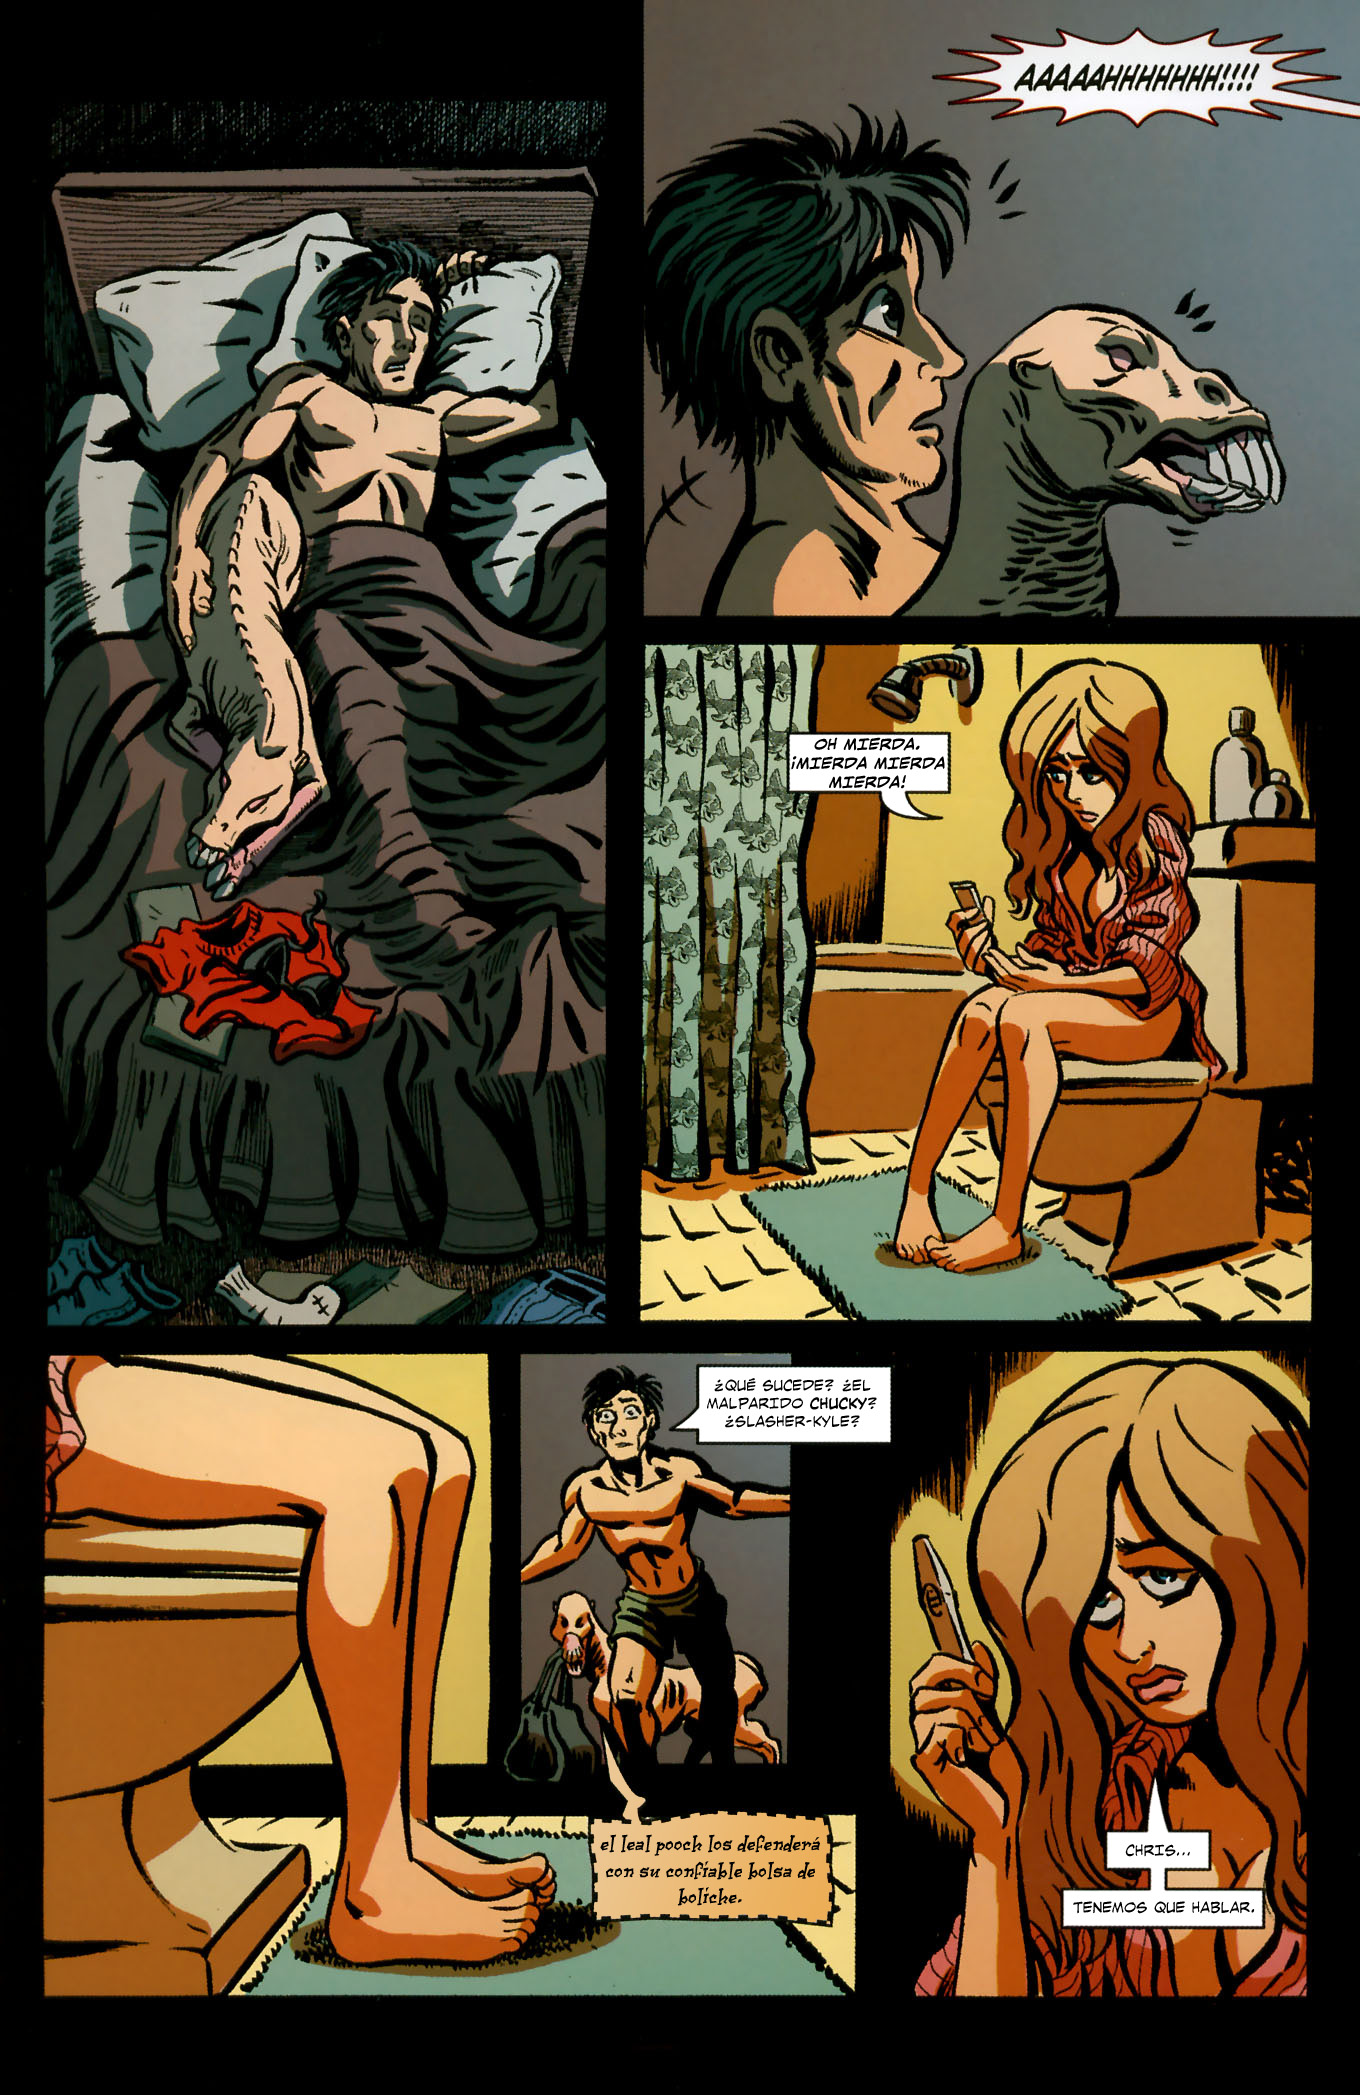 AAAAAHHHHHHH!!!!
OH MIERDA.
¡MIERDA MIERDA
MIERDA!
¿QUÉ SUCEDE? ¿EL
MALPARIDO CHUCKY?
¿SLASHER-KYLE?
el leal pooch los defenderá
con su confiable bolsa de
boliche.
CHRIS...
TENEMOS QUE HABLAR.